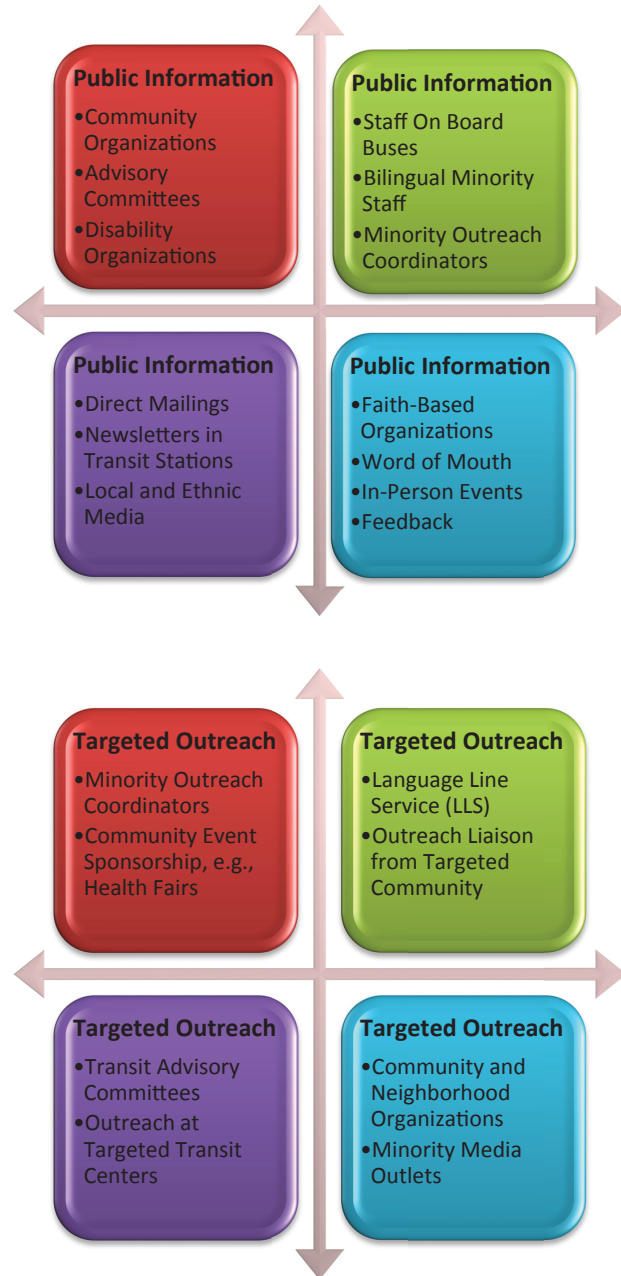 Public Information
•Community
Organizations
•Advisory
Committees
•Disability
Organizations
Public Information
•Staff On Board
Buses
•Bilingual Minority
Staff
•Minority Outreach
Coordinators
Public Information
•Direct Mailings
•Newsletters in
Transit Stations
•Local and Ethnic
Media
Public Information
•Faith-Based
Organizations
•Word of Mouth
•In-Person Events
•Feedback
Targeted Outreach
•Minority Outreach
Coordinators
•Community Event
Sponsorship, e.g.,
Health Fairs
Targeted Outreach
•Language Line
Service (LLS)
•Outreach Liaison
from Targeted
Community
Targeted Outreach
•Transit Advisory
Committees
•Outreach at
Targeted Transit
Centers
Targeted Outreach
•Community and
Neighborhood
Organizations
•Minority Media
Outlets